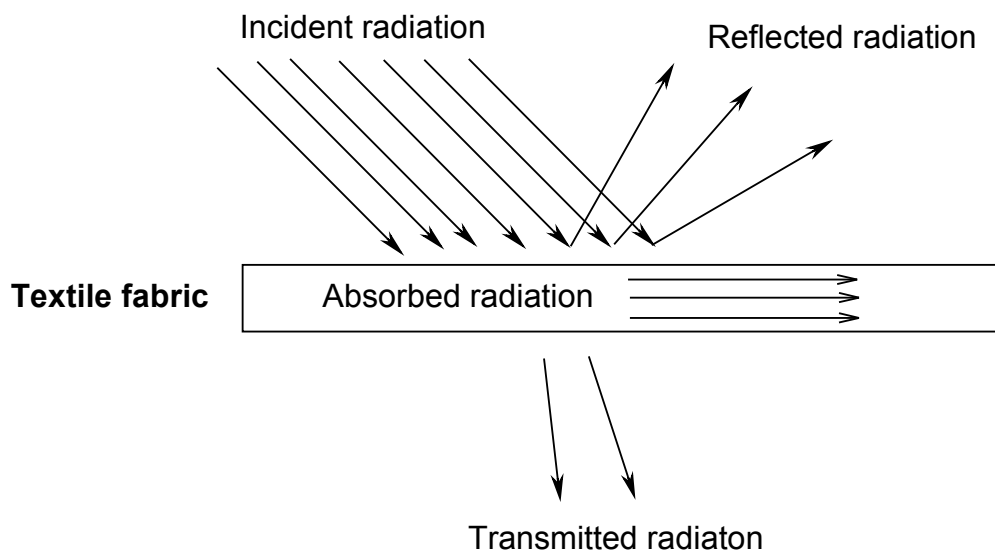 Incident radiation
Reflected radiation
Textile fabric
Absorbed radiation
Transmitted radiaton